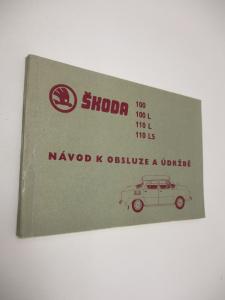 ŠKODA 100
100 L
110 L
110 LS
NÁVOD K OBSLUZE A ÚDRŽBĚ